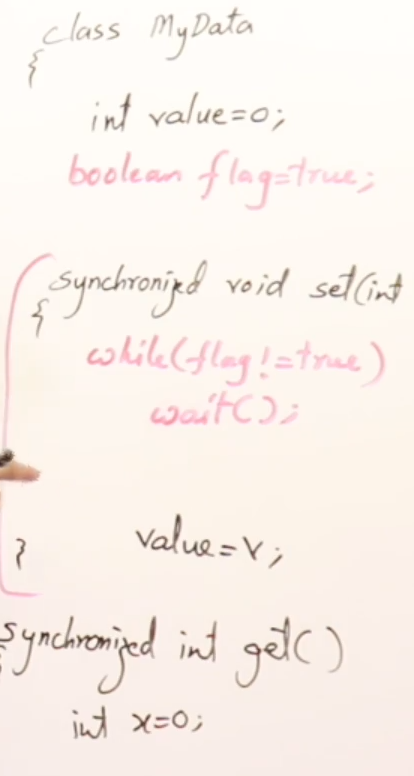 class MyData
{
int value=0;
boolean flag=true;
synchronized void set(int
{
while(flag!=true)
wait();
value=v;
}
synchronized int get()
{
int x=0;